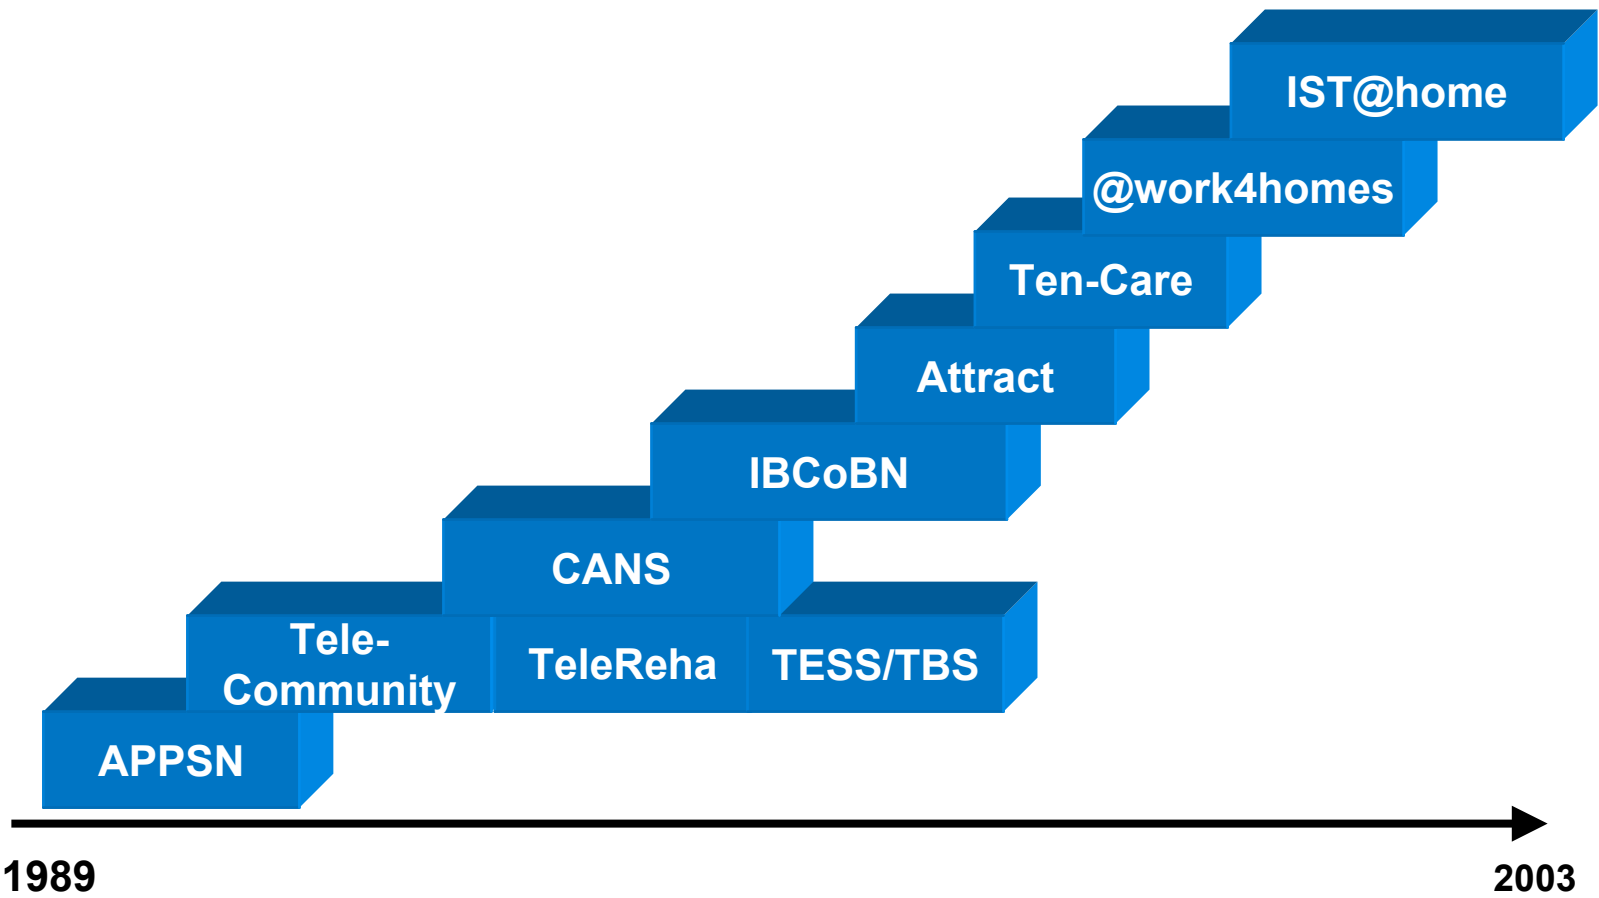 IST@home
@work4homes
Ten-Care
Attract
IBCoBN
CANS
Tele-
Community
TeleReha
TESS/TBS
APPSN
1989
2003